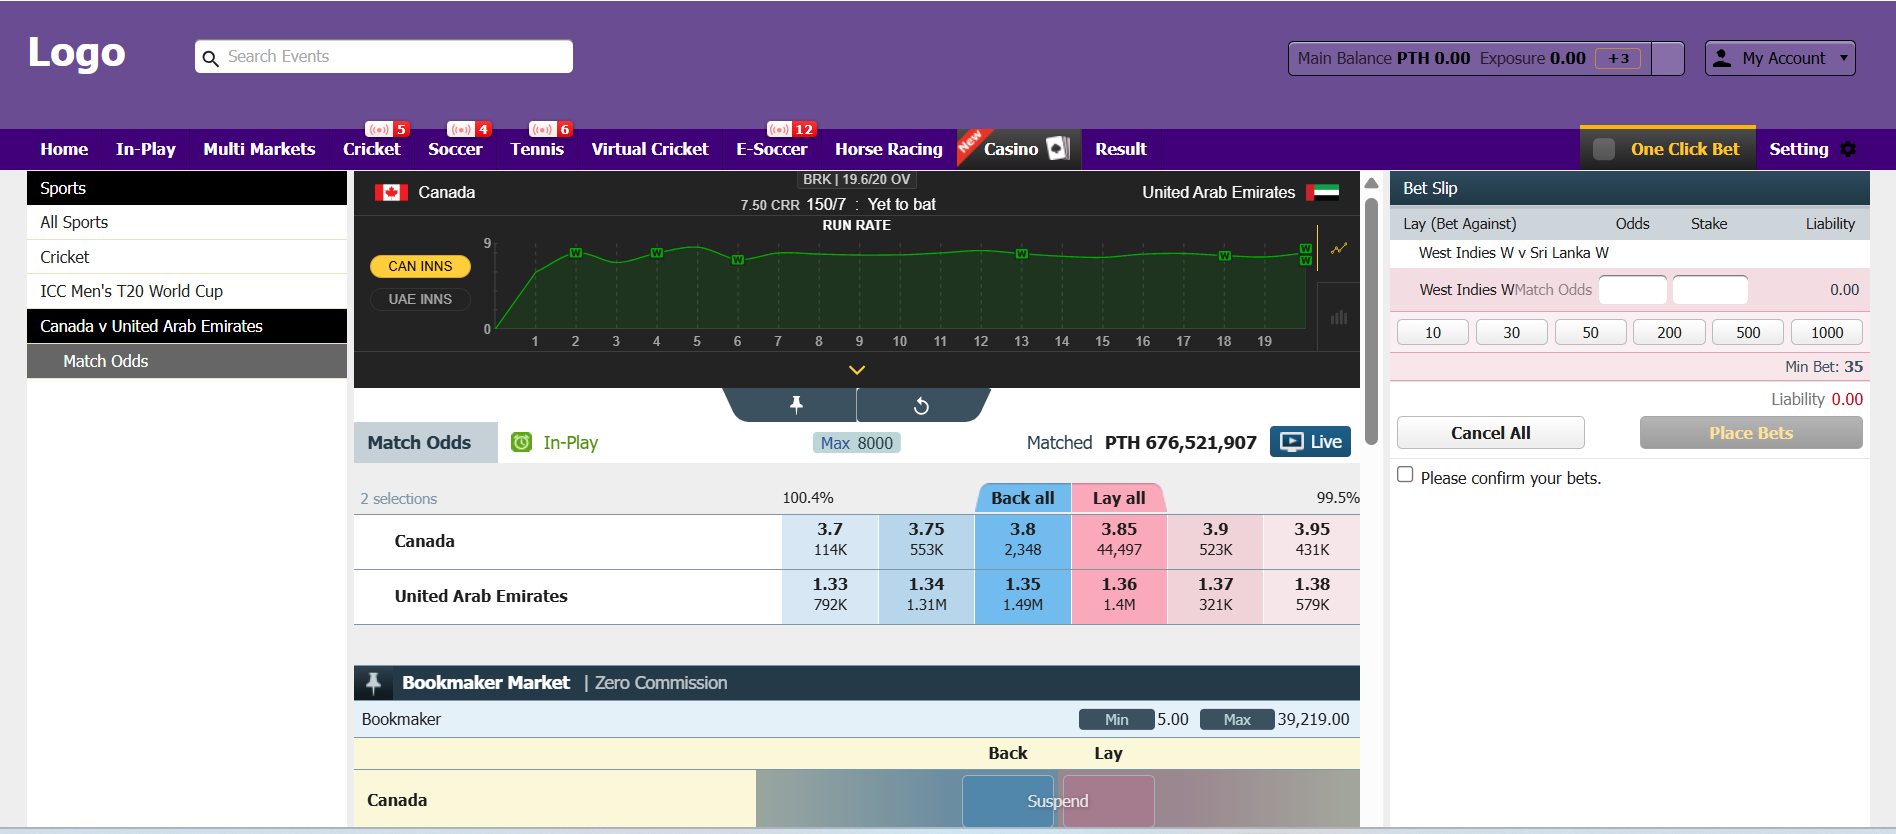 Logo
Search Events
Main Balance PTH 0.00 Exposure 0.00 +3
My Account
5 4 6 12
Home In-Play Multi Markets Cricket Soccer Tennis Virtual Cricket E-Soccer Horse Racing New Casino Result One Click Bet Setting
Sports
All Sports
Cricket
ICC Men's T20 World Cup
Canada v United Arab Emirates
Match Odds
BRK | 19.6/20 OV
Canada United Arab Emirates
7.50 CRR 150/7 : Yet to bat
RUN RATE
CAN INNS
UAE INNS
9
0
W W W W W W W
1 2 3 4 5 6 7 8 9 10 11 12 13 14 15 16 17 18 19
Match Odds In-Play Max 8000 Matched PTH 676,521,907 Live
2 selections 100.4% Back all Lay all 99.5%
Canada 3.7 3.75 3.8 3.85 3.9 3.95
114K 553K 2,348 44,497 523K 431K
United Arab Emirates 1.33 1.34 1.35 1.36 1.37 1.38
792K 1.31M 1.49M 1.4M 321K 579K
Bookmaker Market | Zero Commission
Bookmaker Min 5.00 Max 39,219.00
Back Lay
Canada Suspend
Bet Slip
Lay (Bet Against) Odds Stake Liability
West Indies W v Sri Lanka W
West Indies WMatch Odds 0.00
10 30 50 200 500 1000
Min Bet: 35
Liability 0.00
Cancel All Place Bets
Please confirm your bets.